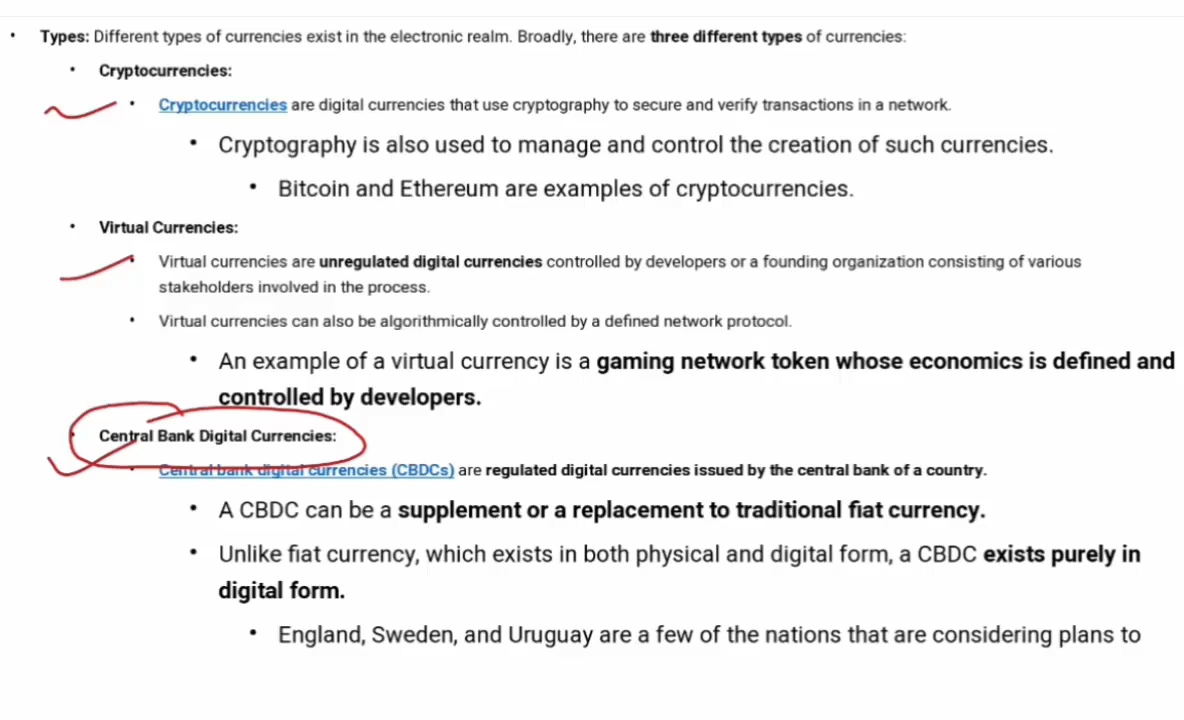 • Types: Different types of currencies exist in the electronic realm. Broadly, there are three different types of currencies:
• Cryptocurrencies:
• Cryptocurrencies are digital currencies that use cryptography to secure and verify transactions in a network.
• Cryptography is also used to manage and control the creation of such currencies.
• Bitcoin and Ethereum are examples of cryptocurrencies.
• Virtual Currencies:
• Virtual currencies are unregulated digital currencies controlled by developers or a founding organization consisting of various
stakeholders involved in the process.
• Virtual currencies can also be algorithmically controlled by a defined network protocol.
• An example of a virtual currency is a gaming network token whose economics is defined and
controlled by developers.
• Central Bank Digital Currencies:
• Central bank digital currencies (CBDCs) are regulated digital currencies issued by the central bank of a country.
• A CBDC can be a supplement or a replacement to traditional fiat currency.
• Unlike fiat currency, which exists in both physical and digital form, a CBDC exists purely in
digital form.
• England, Sweden, and Uruguay are a few of the nations that are considering plans to